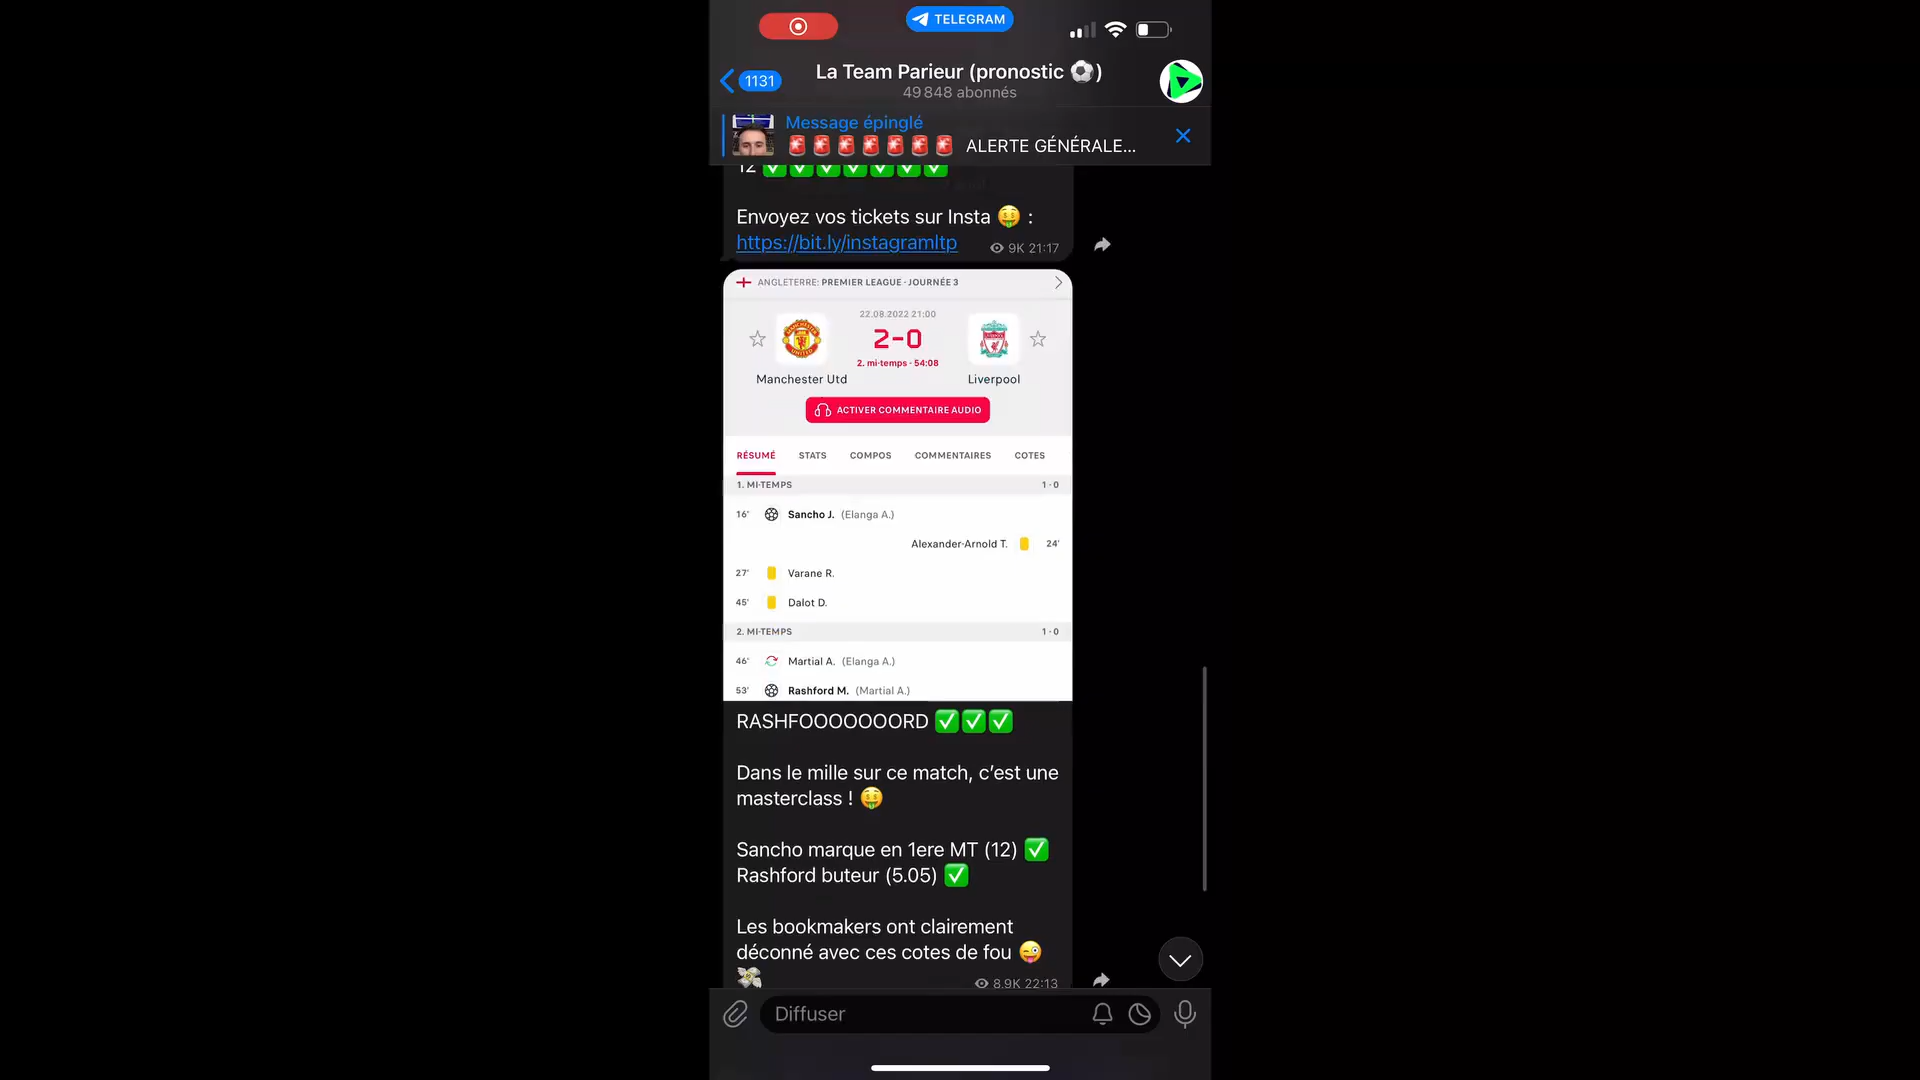 TELEGRAM
1131
La Team Parieur (pronostic ⚽)
49 848 abonnés
Message épinglé
🚨🚨🚨🚨🚨🚨🚨 ALERTE GÉNÉRALE...
12 ✅✅✅✅✅✅✅
Envoyez vos tickets sur Insta 🤑 :
https://bit.ly/instagramltp
9K 21:17
ANGLETERRE: PREMIER LEAGUE - JOURNÉE 3
22.08.2022 21:00
2-0
2. mi-temps - 54:08
Manchester Utd
Liverpool
ACTIVER COMMENTAIRE AUDIO
RÉSUMÉ STATS COMPOS COMMENTAIRES COTES
1. MI-TEMPS 1 - 0
16' Sancho J. (Elanga A.)
Alexander-Arnold T. 24'
27' Varane R.
45' Dalot D.
2. MI-TEMPS 1 - 0
46' Martial A. (Elanga A.)
53' Rashford M. (Martial A.)
RASHFOOOOOOORD ✅✅✅
Dans le mille sur ce match, c’est une
masterclass ! 🤑
Sancho marque en 1ere MT (12) ✅
Rashford buteur (5.05) ✅
Les bookmakers ont clairement
déconné avec ces cotes de fou 😜
💸
8.9K 22:13
Diffuser